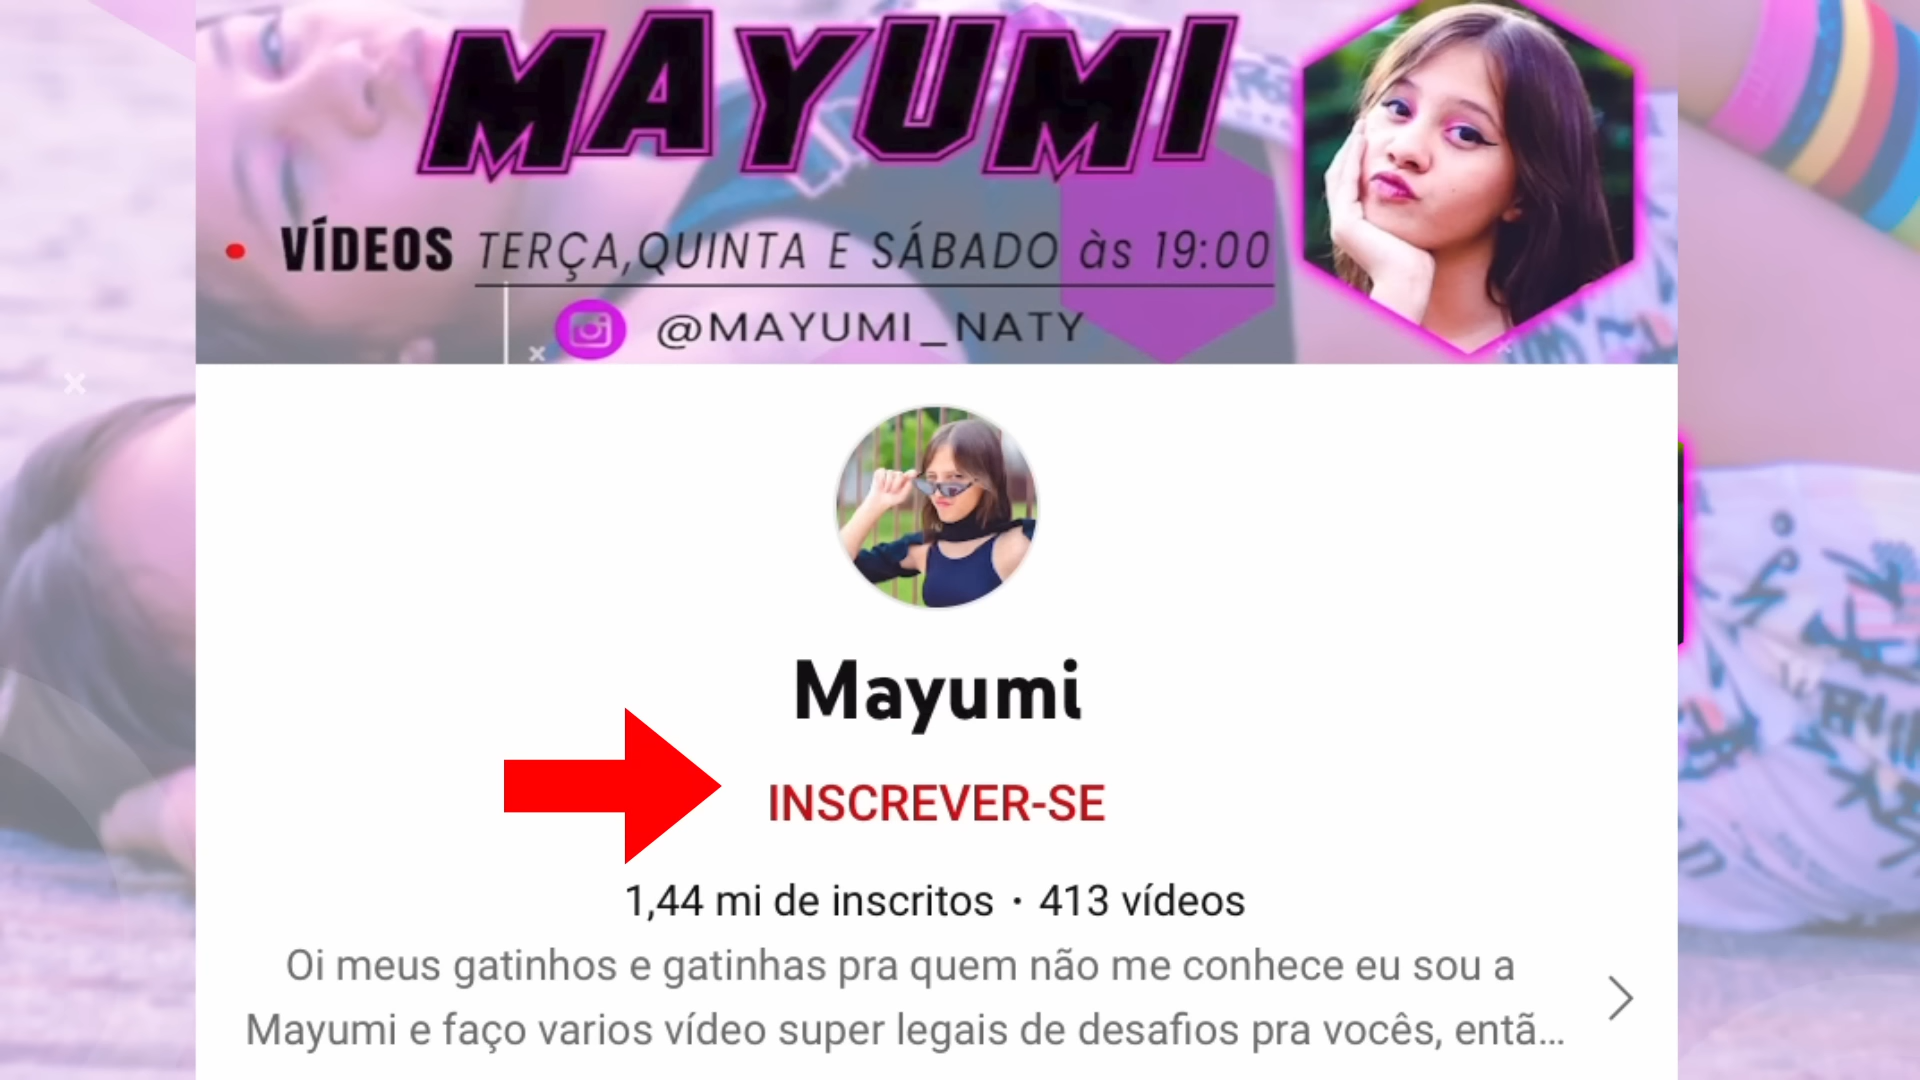 MAYUMI
VÍDEOS TERÇA,QUINTA E SÁBADO às 19:00
@MAYUMI_NATY
Mayumi
INSCREVER-SE
1,44 mi de inscritos · 413 vídeos
Oi meus gatinhos e gatinhas pra quem não me conhece eu sou a
Mayumi e faço varios vídeo super legais de desafios pra vocês, entã...